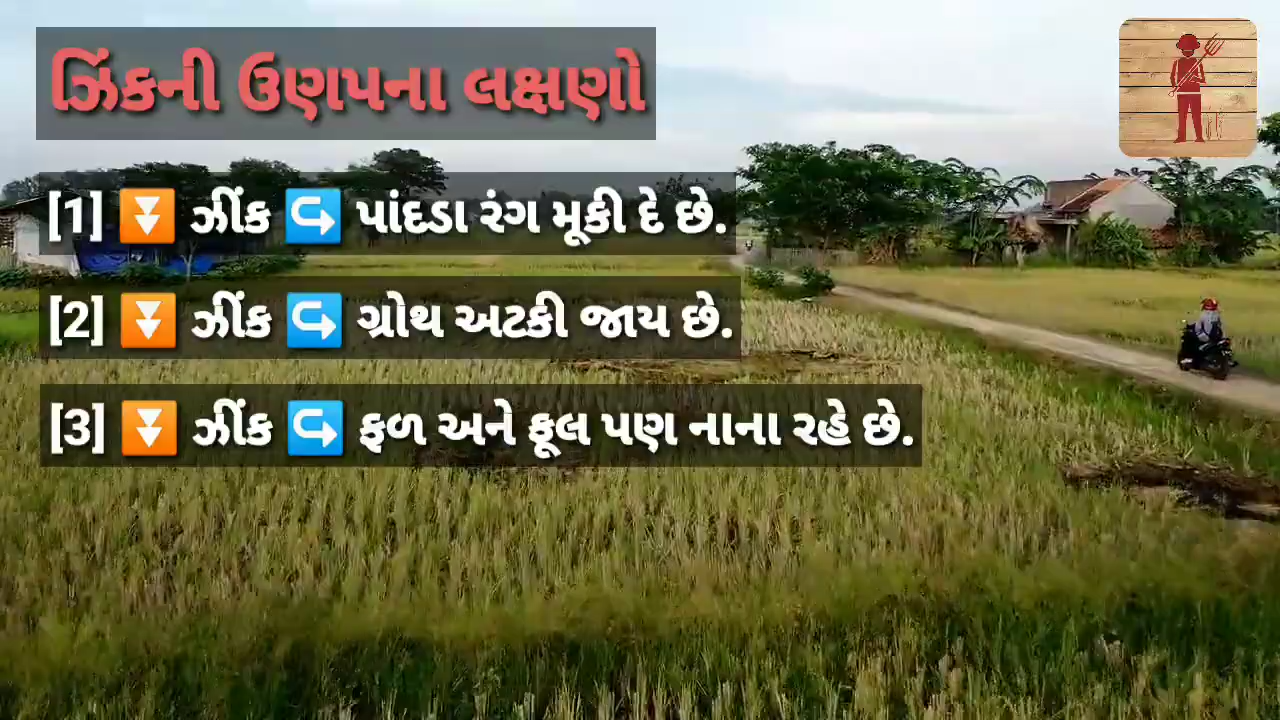 ઝિંકની ઉણપના લક્ષણો
[1] ⏬ ઝીંક ↪️ પાંદડા રંગ મૂકી દે છે.
[2] ⏬ ઝીંક ↪️ ગ્રોથ અટકી જાય છે.
[3] ⏬ ઝીંક ↪️ ફળ અને ફૂલ પણ નાના રહે છે.